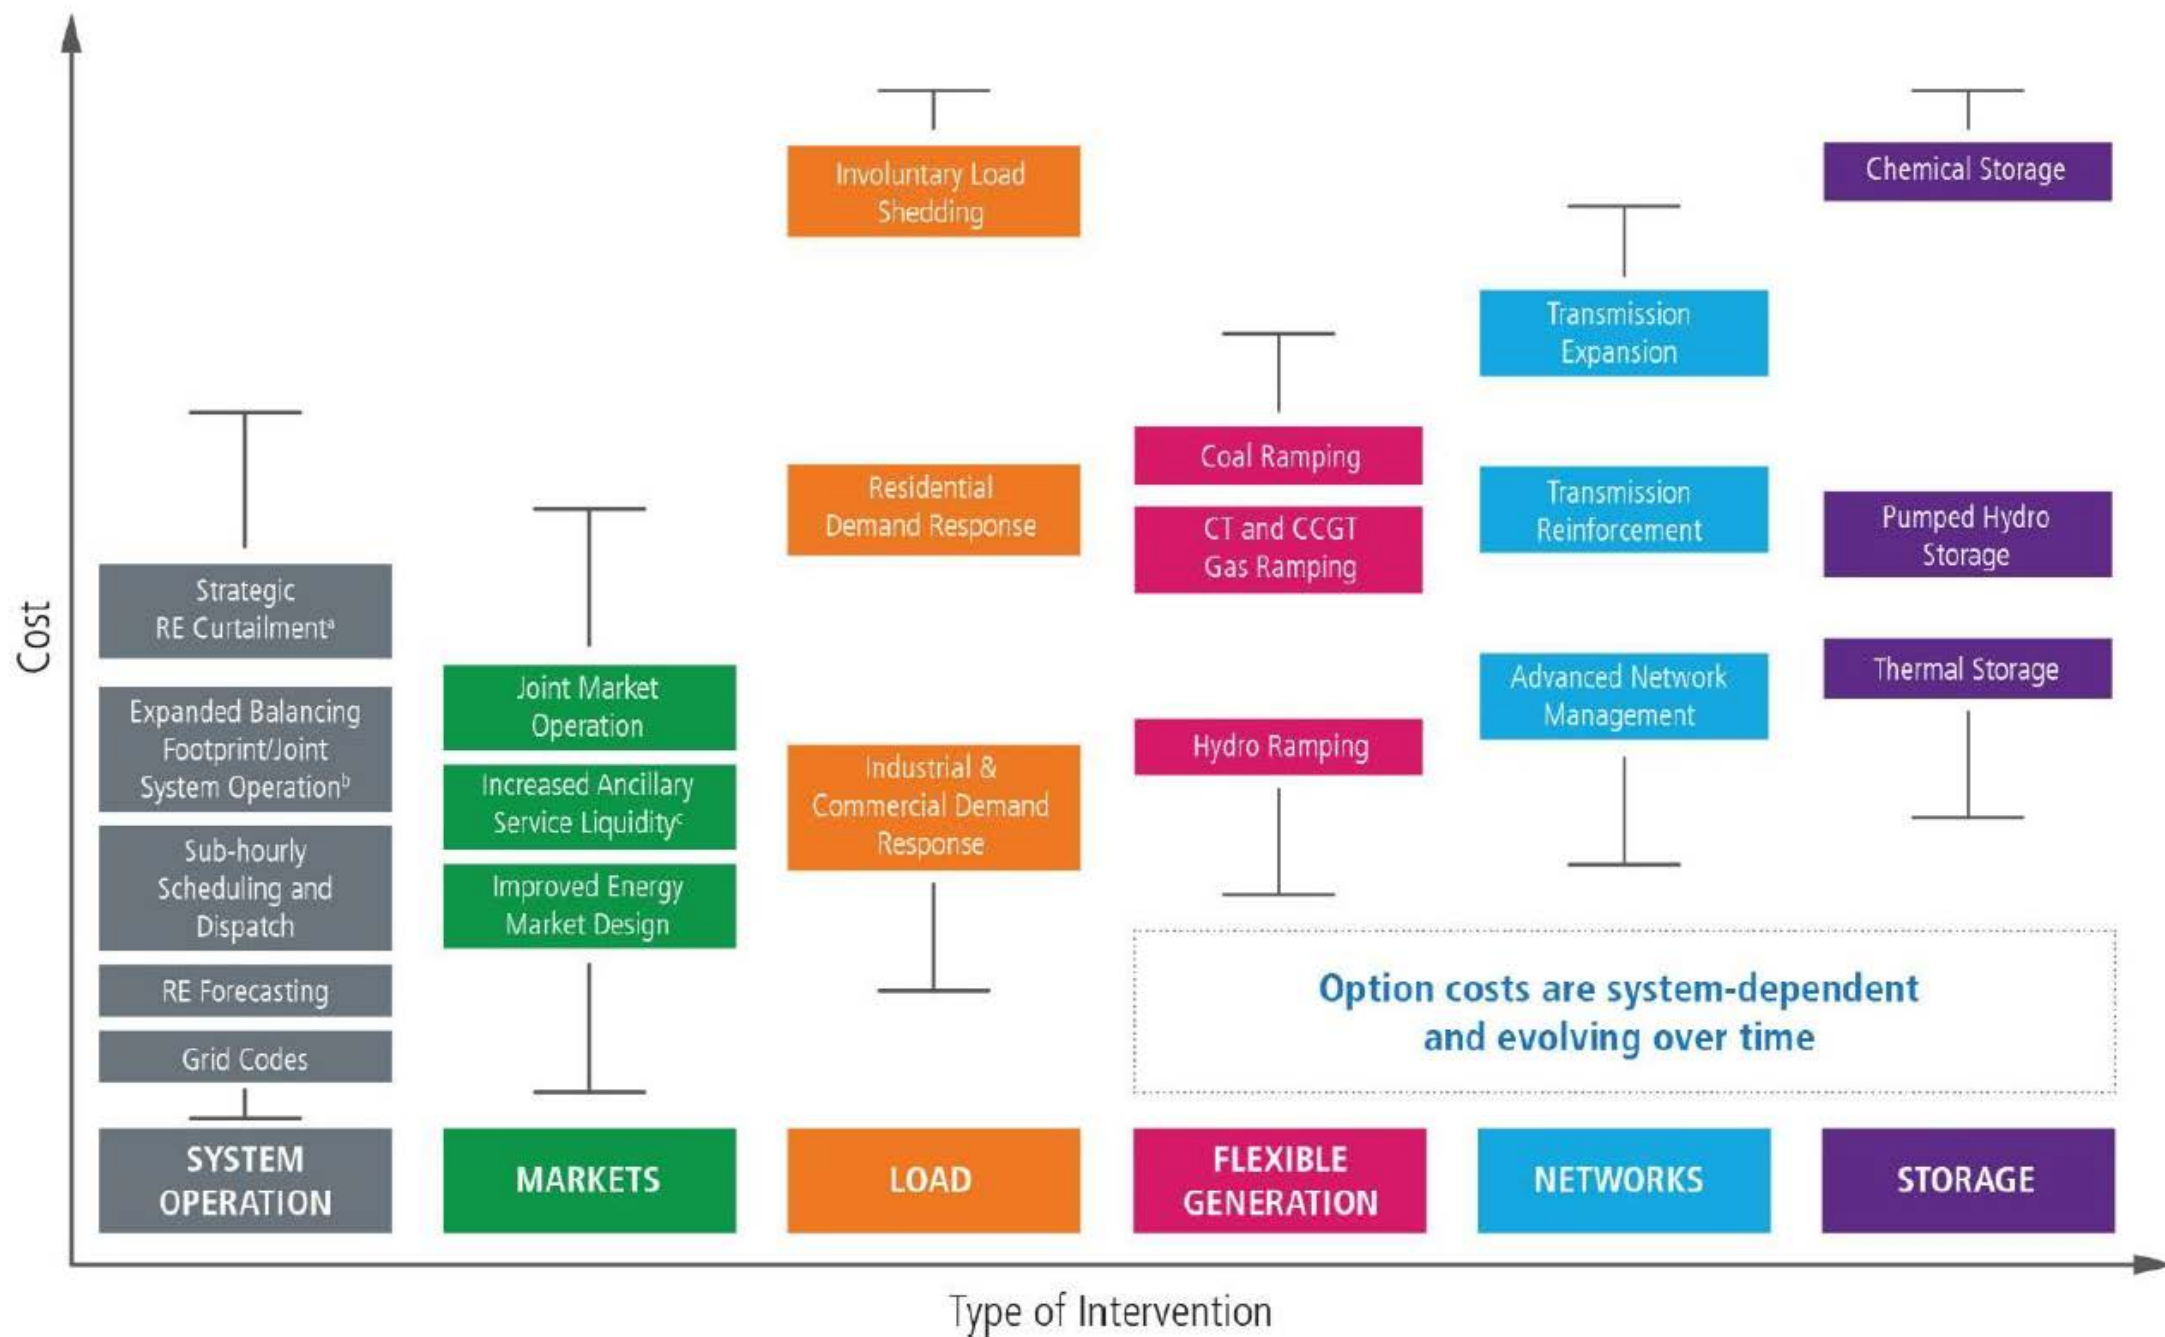 Cost
Involuntary Load
Shedding
Chemical Storage
Transmission
Expansion
Coal Ramping
Residential
Demand Response
Transmission
Reinforcement
CT and CCGT
Gas Ramping
Pumped Hydro
Storage
Strategic
RE Curtailmentᵃ
Joint Market
Operation
Advanced Network
Management
Thermal Storage
Expanded Balancing
Footprint/Joint
System Operationᵇ
Hydro Ramping
Increased Ancillary
Service Liquidityᶜ
Industrial &
Commercial Demand
Response
Sub-hourly
Scheduling and
Dispatch
Improved Energy
Market Design
RE Forecasting
Grid Codes
Option costs are system-dependent
and evolving over time
SYSTEM
OPERATION
MARKETS
LOAD
FLEXIBLE
GENERATION
NETWORKS
STORAGE
Type of Intervention